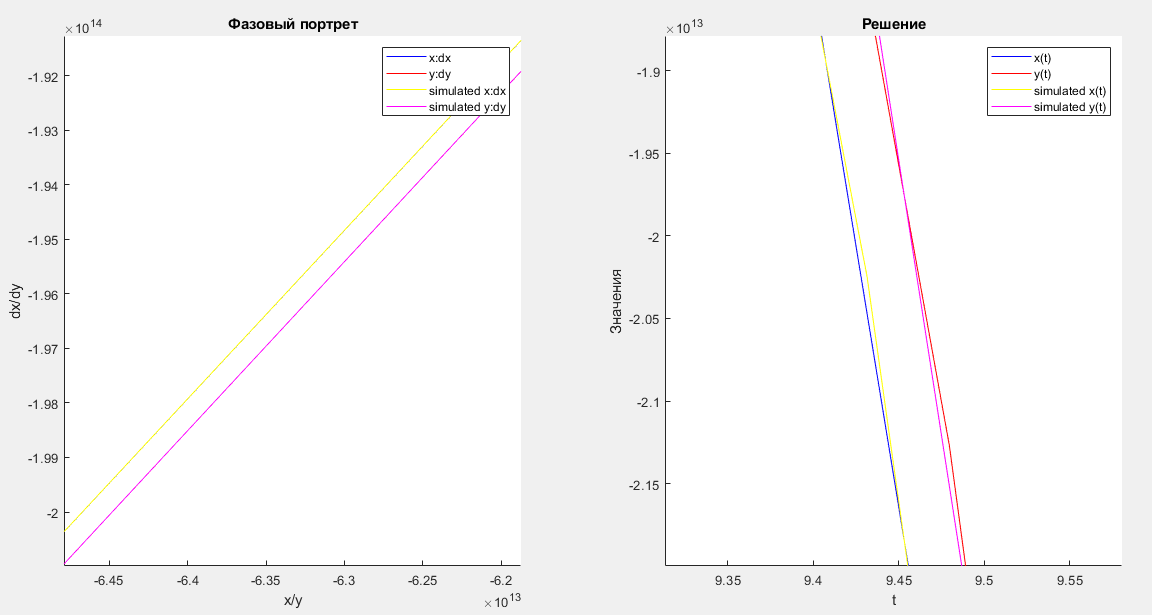 Фазовый портрет
×10^14
-1.92
-1.93
-1.94
-1.95
-1.96
-1.97
-1.98
-1.99
-2
dx/dy
x:dx
y:dy
simulated x:dx
simulated y:dy
-6.45 -6.4 -6.35 -6.3 -6.25 -6.2
×10^13
x/y
Решение
×10^13
-1.9
-1.95
-2
-2.05
-2.1
-2.15
Значения
x(t)
y(t)
simulated x(t)
simulated y(t)
9.35 9.4 9.45 9.5 9.55
t